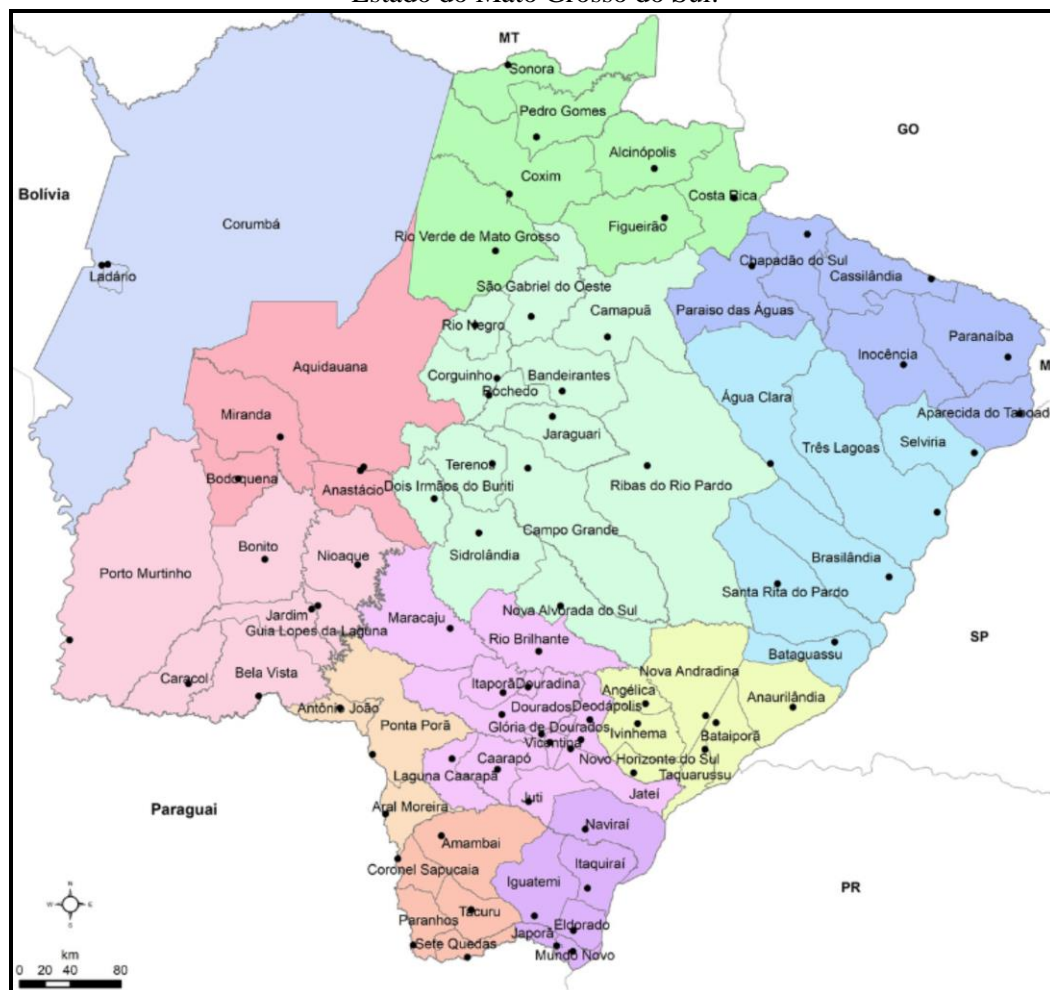 Estado do Mato Grosso do Sul.
MT
Sonora
Pedro Gomes
GO
Alcinópolis
Bolívia
Coxim
Costa Rica
Corumbá
Figueirão
Rio Verde de Mato Grosso
Ladário
Chapadão do Sul
Cassilândia
São Gabriel do Oeste
Paraiso das Águas
Camapuã
Rio Negro
Paranaíba
Inocência
M
Aquidauana
Corguinho
Bandeirantes
Rochedo
Água Clara
Aparecida do Taboado
Miranda
Jaraguari
Três Lagoas
Selviria
Terenos
Bodoquena
Anastácio
Dois Irmãos do Buriti
Ribas do Rio Pardo
Campo Grande
Bonito
Nioaque
Sidrolândia
Brasilândia
Porto Murtinho
Santa Rita do Pardo
Nova Alvorada do Sul
Jardim
Maracaju
Guia Lopes da Laguna
Rio Brilhante
SP
Bataguassu
Nova Andradina
Caracol
Bela Vista
Itaporã
Douradina
Angélica
Anaurilândia
Antônio João
Dourados
Deodápolis
Ponta Porã
Glória de Dourados
Ivinhema
Bataiporã
Vicentina
Caarapó
Novo Horizonte do Sul
Laguna Caarapã
Taquarussu
Jateí
Juti
Paraguai
Aral Moreira
Naviraí
Amambai
Coronel Sapucaia
Itaquiraí
Iguatemi
PR
N
W
E
S
Tacuru
Paranhos
Eldorado
Japorã
Sete Quedas
Mundo Novo
km
0 20 40 80